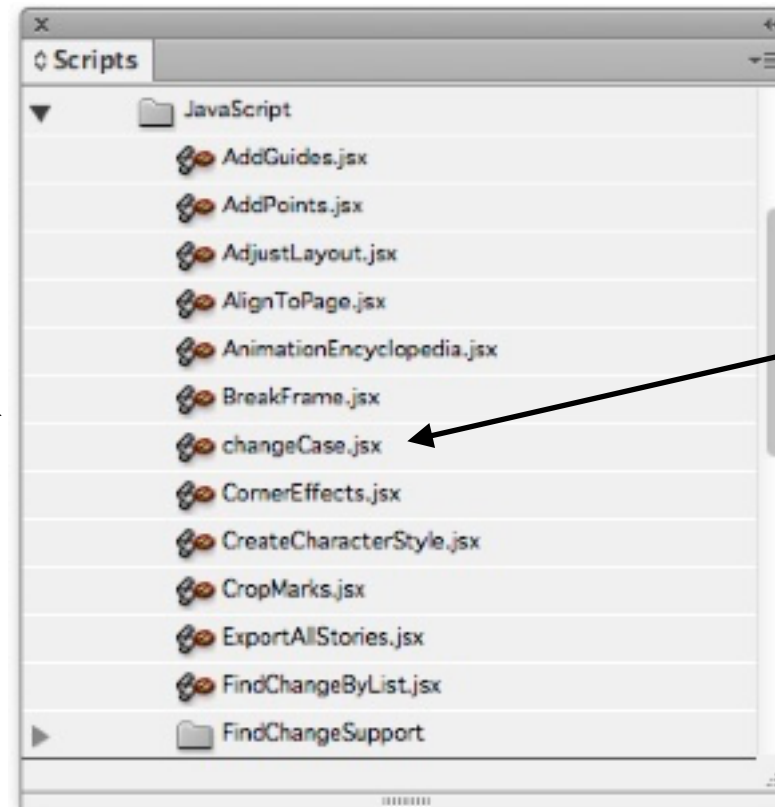 Scripts
JavaScript
AddGuides.jsx
AddPoints.jsx
AdjustLayout.jsx
AlignToPage.jsx
AnimationEncyclopedia.jsx
BreakFrame.jsx
changeCase.jsx
CornerEffects.jsx
CreateCharacterStyle.jsx
CropMarks.jsx
ExportAllStories.jsx
FindChangeByList.jsx
FindChangeSupport